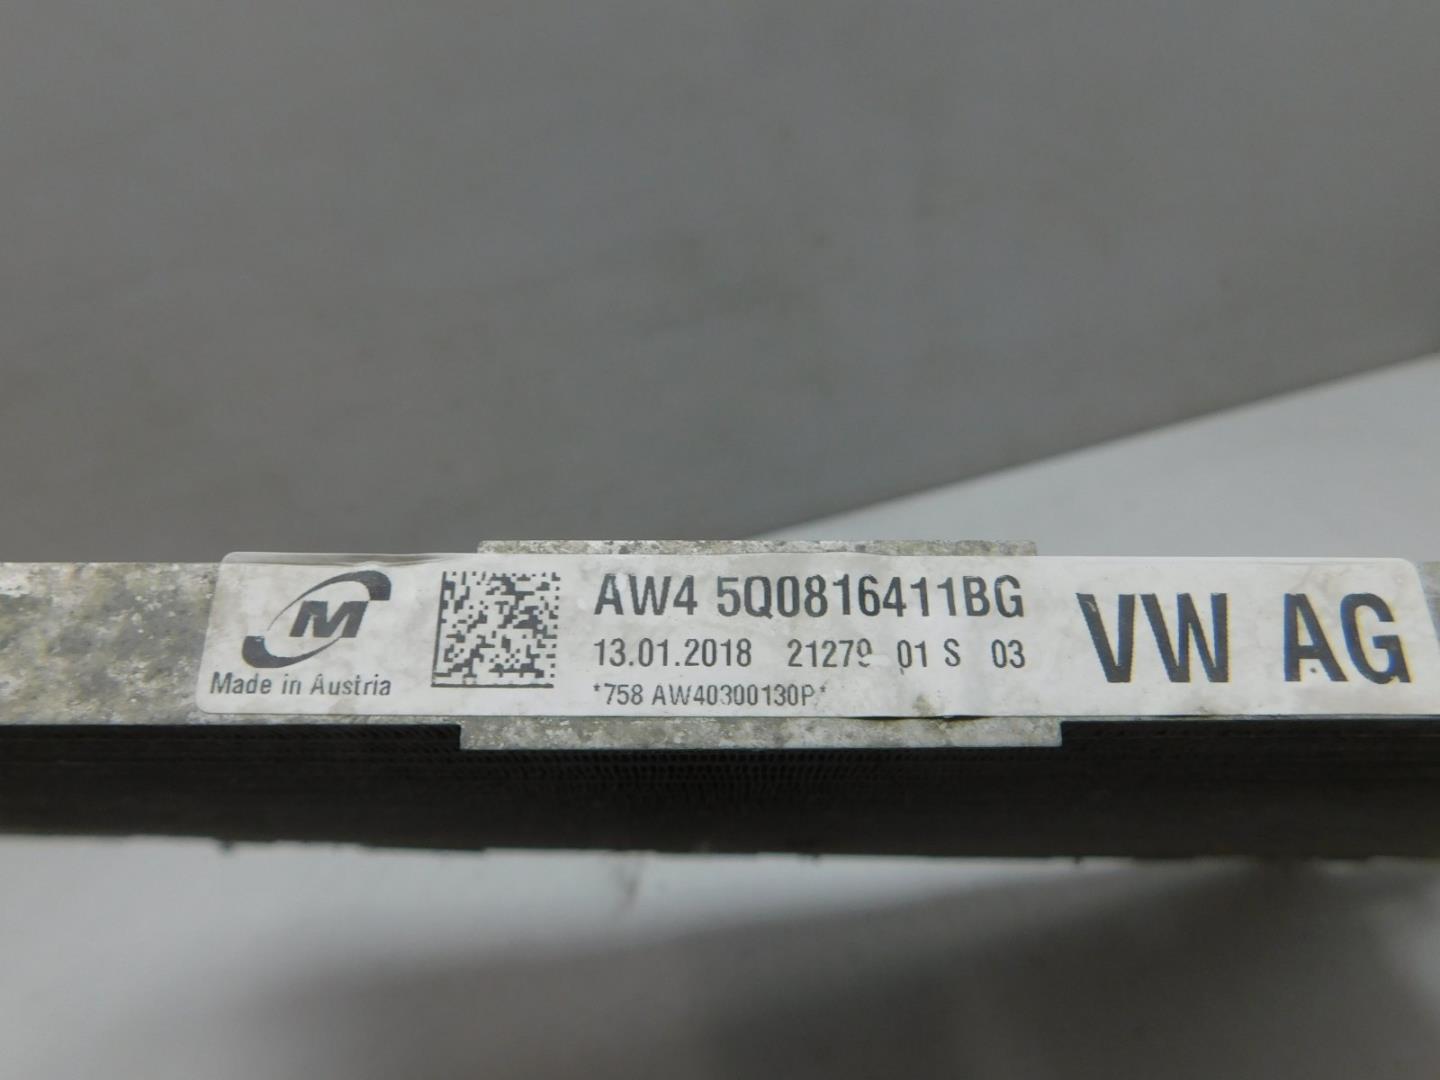 M
Made in Austria
AW4 5Q0816411BG
13.01.2018 21279 01 S 03
*758 AW40300130P*
VW AG